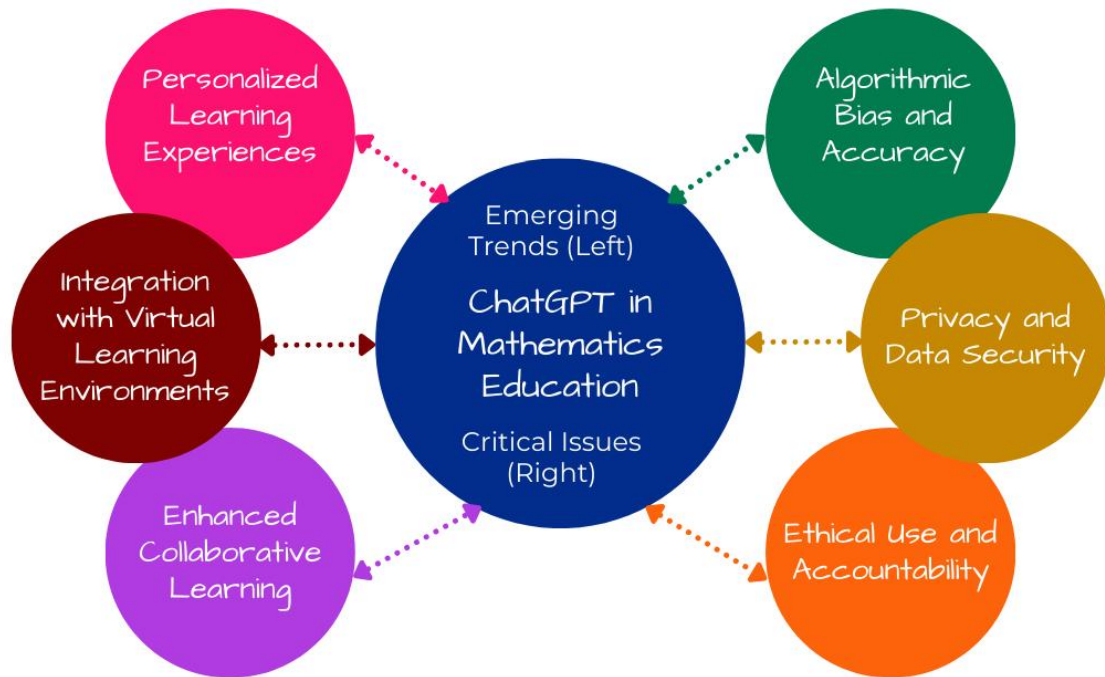 Personalized
Learning
Experiences
Integration
with Virtual
Learning
Environments
Enhanced
Collaborative
Learning
Emerging
Trends (Left)
ChatGPT in
Mathematics
Education
Critical Issues
(Right)
Algorithmic
Bias and
Accuracy
Privacy and
Data Security
Ethical Use and
Accountability